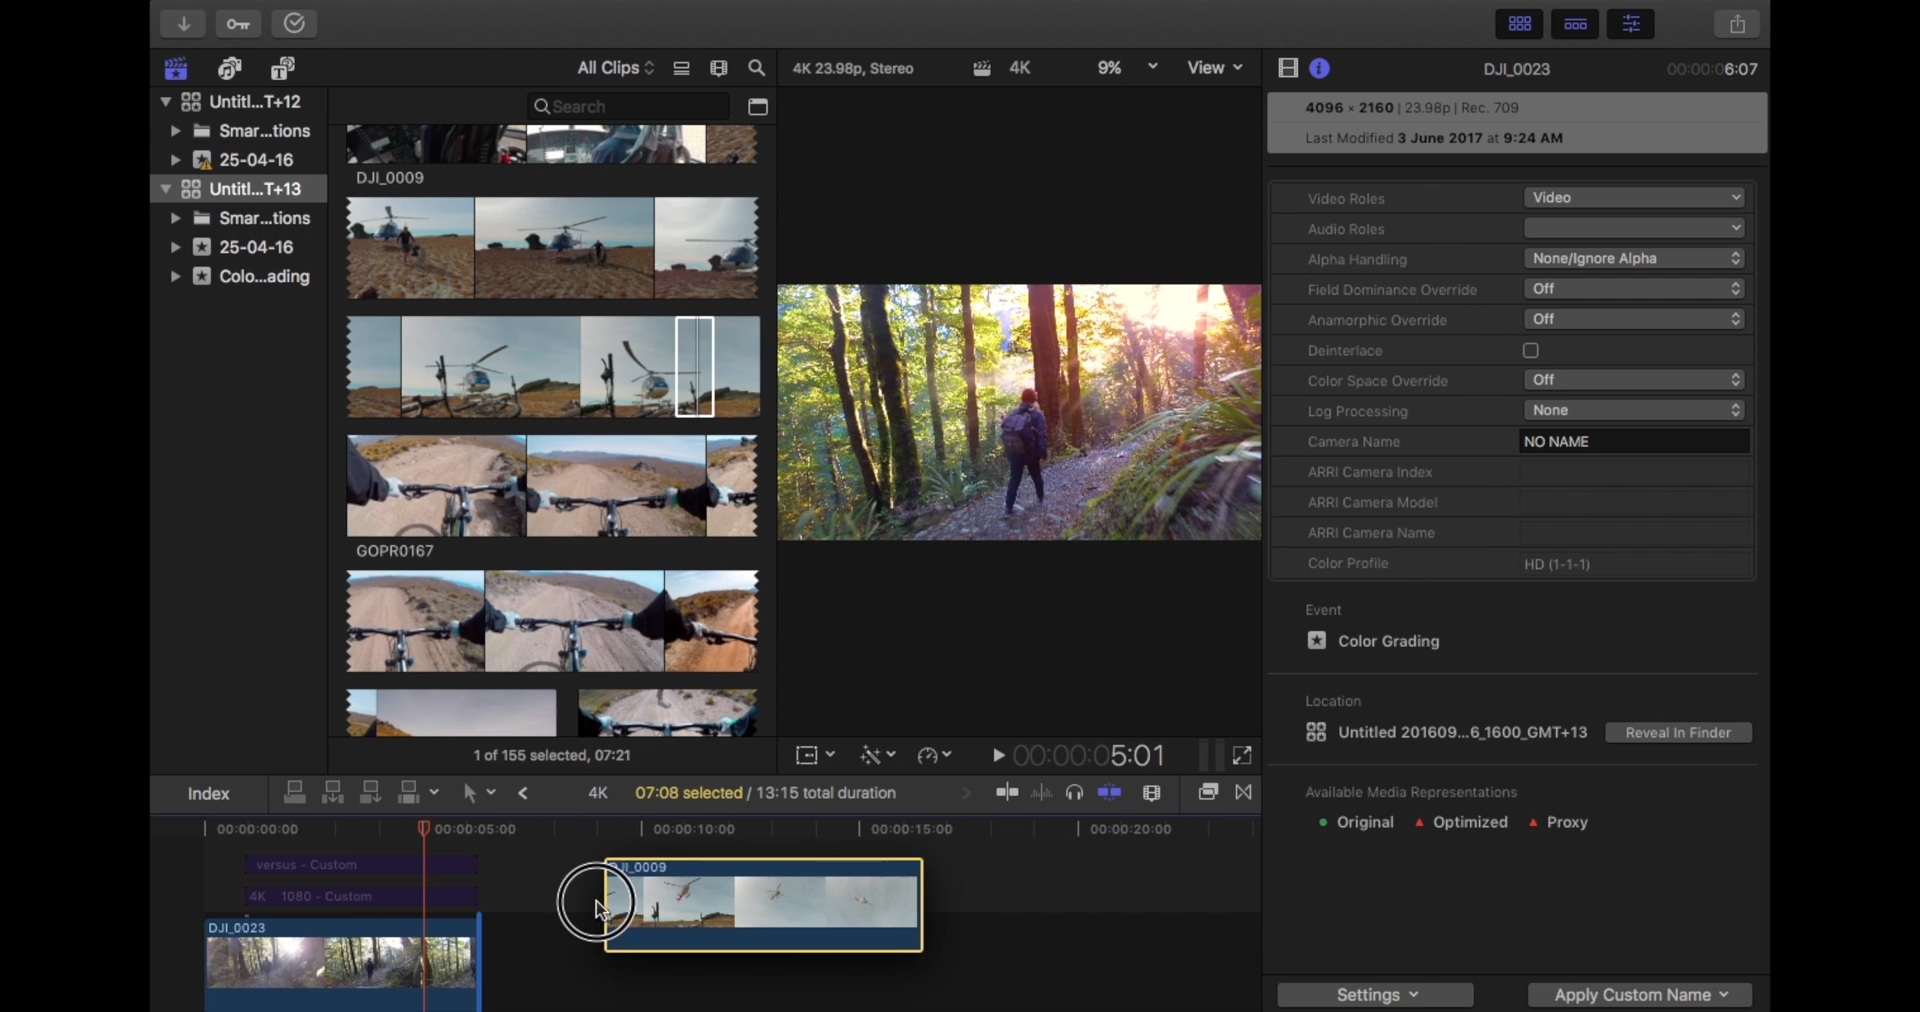 All Clips
4K 23.98p, Stereo
4K
9%
View
DJI_0023
00:00:06:07
Untitl...T+12
Smar...tions
25-04-16
Untitl...T+13
Smar...tions
25-04-16
Colo...ading
Search
DJI_0009
GOPR0167
1 of 155 selected, 07:21
00:00:05:01
4096 × 2160 | 23.98p | Rec. 709
Last Modified 3 June 2017 at 9:24 AM
Video Roles Video
Audio Roles
Alpha Handling None/Ignore Alpha
Field Dominance Override Off
Anamorphic Override Off
Deinterlace
Color Space Override Off
Log Processing None
Camera Name NO NAME
ARRI Camera Index
ARRI Camera Model
ARRI Camera Name
Color Profile HD (1-1-1)
Event
Color Grading
Location
Untitled 201609...6_1600_GMT+13 Reveal In Finder
Available Media Representations
Original Optimized Proxy
Settings Apply Custom Name
Index 4K 07:08 selected / 13:15 total duration
00:00:00:00 00:00:05:00 00:00:10:00 00:00:15:00 00:00:20:00
versus - Custom
4K 1080 - Custom
DJI_0009
DJI_0023